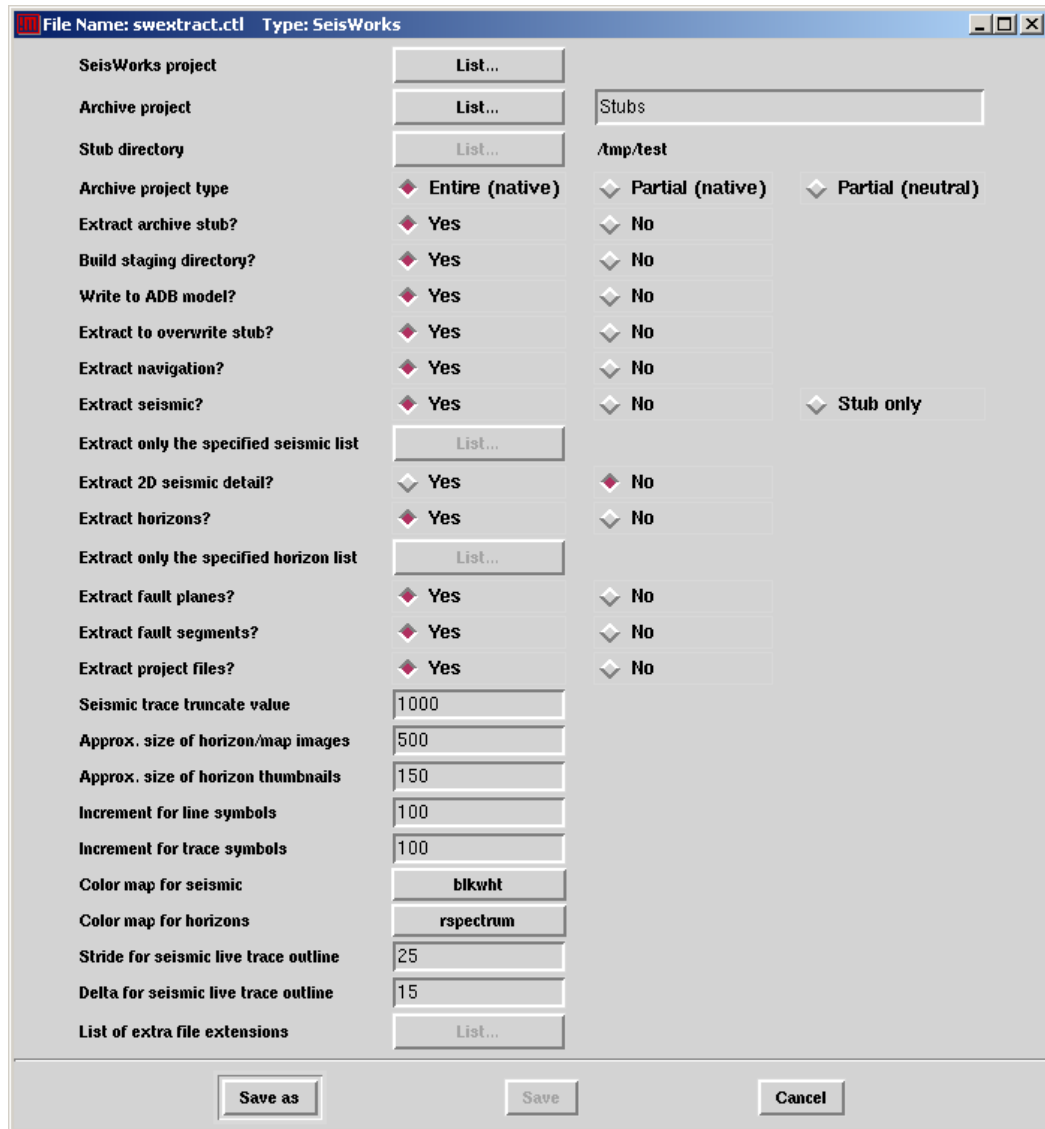 File Name: swextract.ctl Type: SeisWorks
SeisWorks project List...
Archive project List... Stubs
Stub directory List... /tmp/test
Archive project type Entire (native) Partial (native) Partial (neutral)
Extract archive stub? Yes No
Build staging directory? Yes No
Write to ADB model? Yes No
Extract to overwrite stub? Yes No
Extract navigation? Yes No
Extract seismic? Yes No Stub only
Extract only the specified seismic list List...
Extract 2D seismic detail? Yes No
Extract horizons? Yes No
Extract only the specified horizon list List...
Extract fault planes? Yes No
Extract fault segments? Yes No
Extract project files? Yes No
Seismic trace truncate value 1000
Approx. size of horizon/map images 500
Approx. size of horizon thumbnails 150
Increment for line symbols 100
Increment for trace symbols 100
Color map for seismic blkwht
Color map for horizons rspectrum
Stride for seismic live trace outline 25
Delta for seismic live trace outline 15
List of extra file extensions List...
Save as Save Cancel